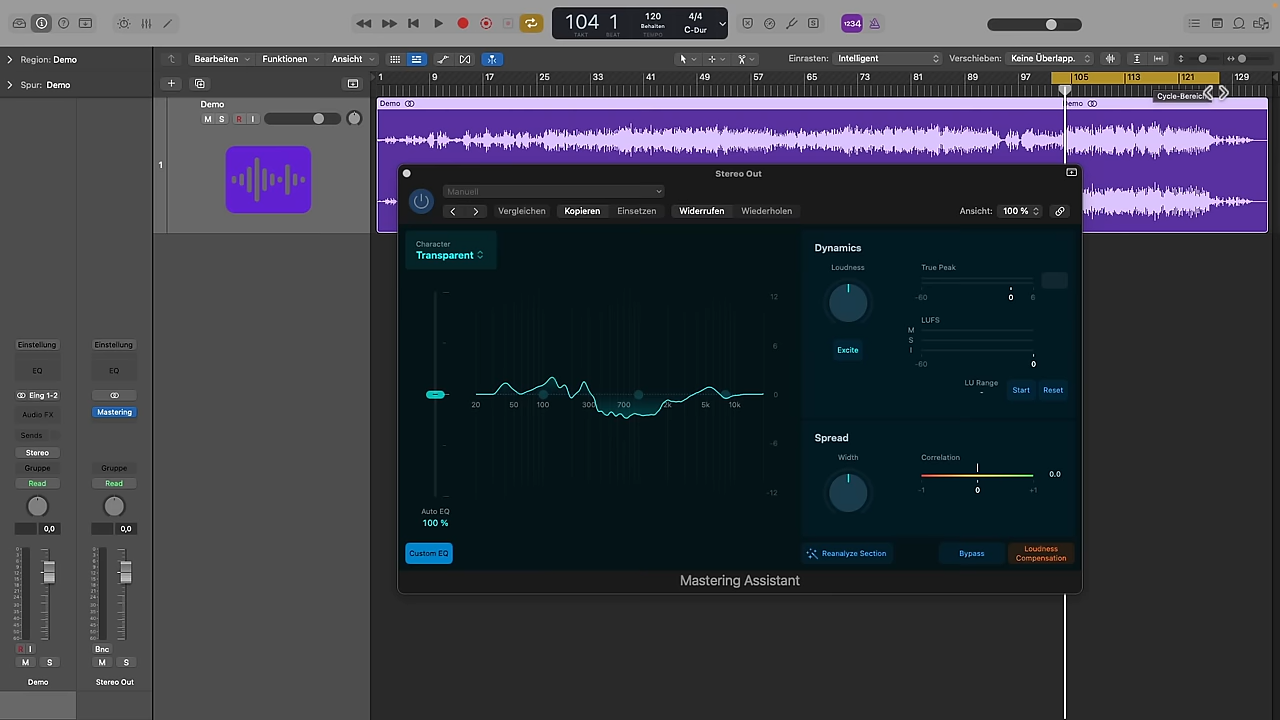 104 1
TAKT BEAT
120
Behalten
TEMPO
4/4
C-Dur
1234
Region: Demo
Bearbeiten
Funktionen
Ansicht
Einrasten: Intelligent
Verschieben: Keine Überlapp.
Spur: Demo
1 9 17 25 33 41 49 57 65 73 81 89 97 105 113 121 129
Cycle-Bereich
Demo
M S R I
1
Demo
Demo
Stereo Out
Manuell
Vergleichen
Kopieren
Einsetzen
Widerrufen
Wiederholen
Ansicht: 100 %
Character
Transparent
12
6
0
-6
-12
20 50 100 300 700 2k 5k 10k
Auto EQ
100 %
Custom EQ
Dynamics
Loudness
Excite
True Peak
-60 0 6
LUFS
M
S
I
-60 0
LU Range
-
Start
Reset
Spread
Width
Correlation
0.0
-1 0 +1
Reanalyze Section
Bypass
Loudness
Compensation
Mastering Assistant
Einstellung
EQ
Eing 1-2
Audio FX
Sends
Stereo
Gruppe
Read
0,0
R I
M S
Demo
Einstellung
EQ
Mastering
Gruppe
Read
0,0
Bnc
M S
Stereo Out